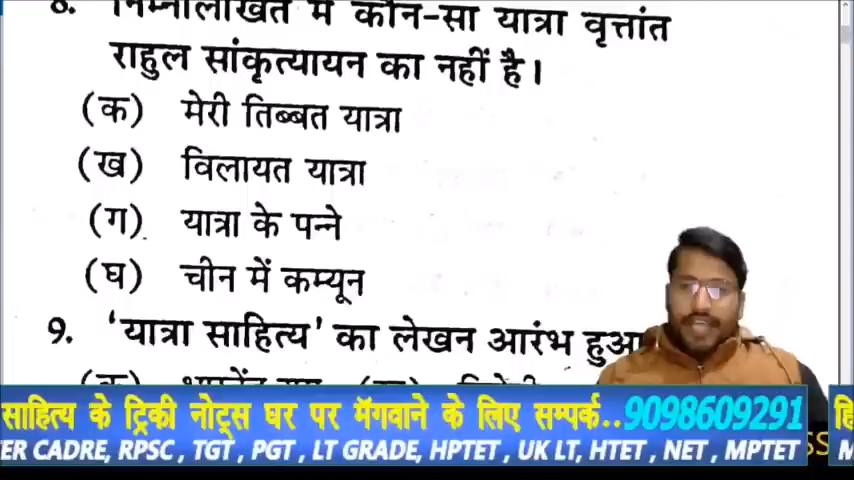 8. निम्नलिखित में कौन-सा यात्रा वृत्तांत
राहुल सांकृत्यायन का नहीं है।
(क) मेरी तिब्बत यात्रा
(ख) विलायत यात्रा
(ग) यात्रा के पन्ने
(घ) चीन में कम्यून
9. 'यात्रा साहित्य' का लेखन आरंभ हुआ
साहित्य के ट्रिकी नोट्स घर पर मँगवाने के लिए सम्पर्क..9098609291
ER CADRE, RPSC , TGT , PGT , LT GRADE, HPTET , UK LT, HTET , NET , MPTET